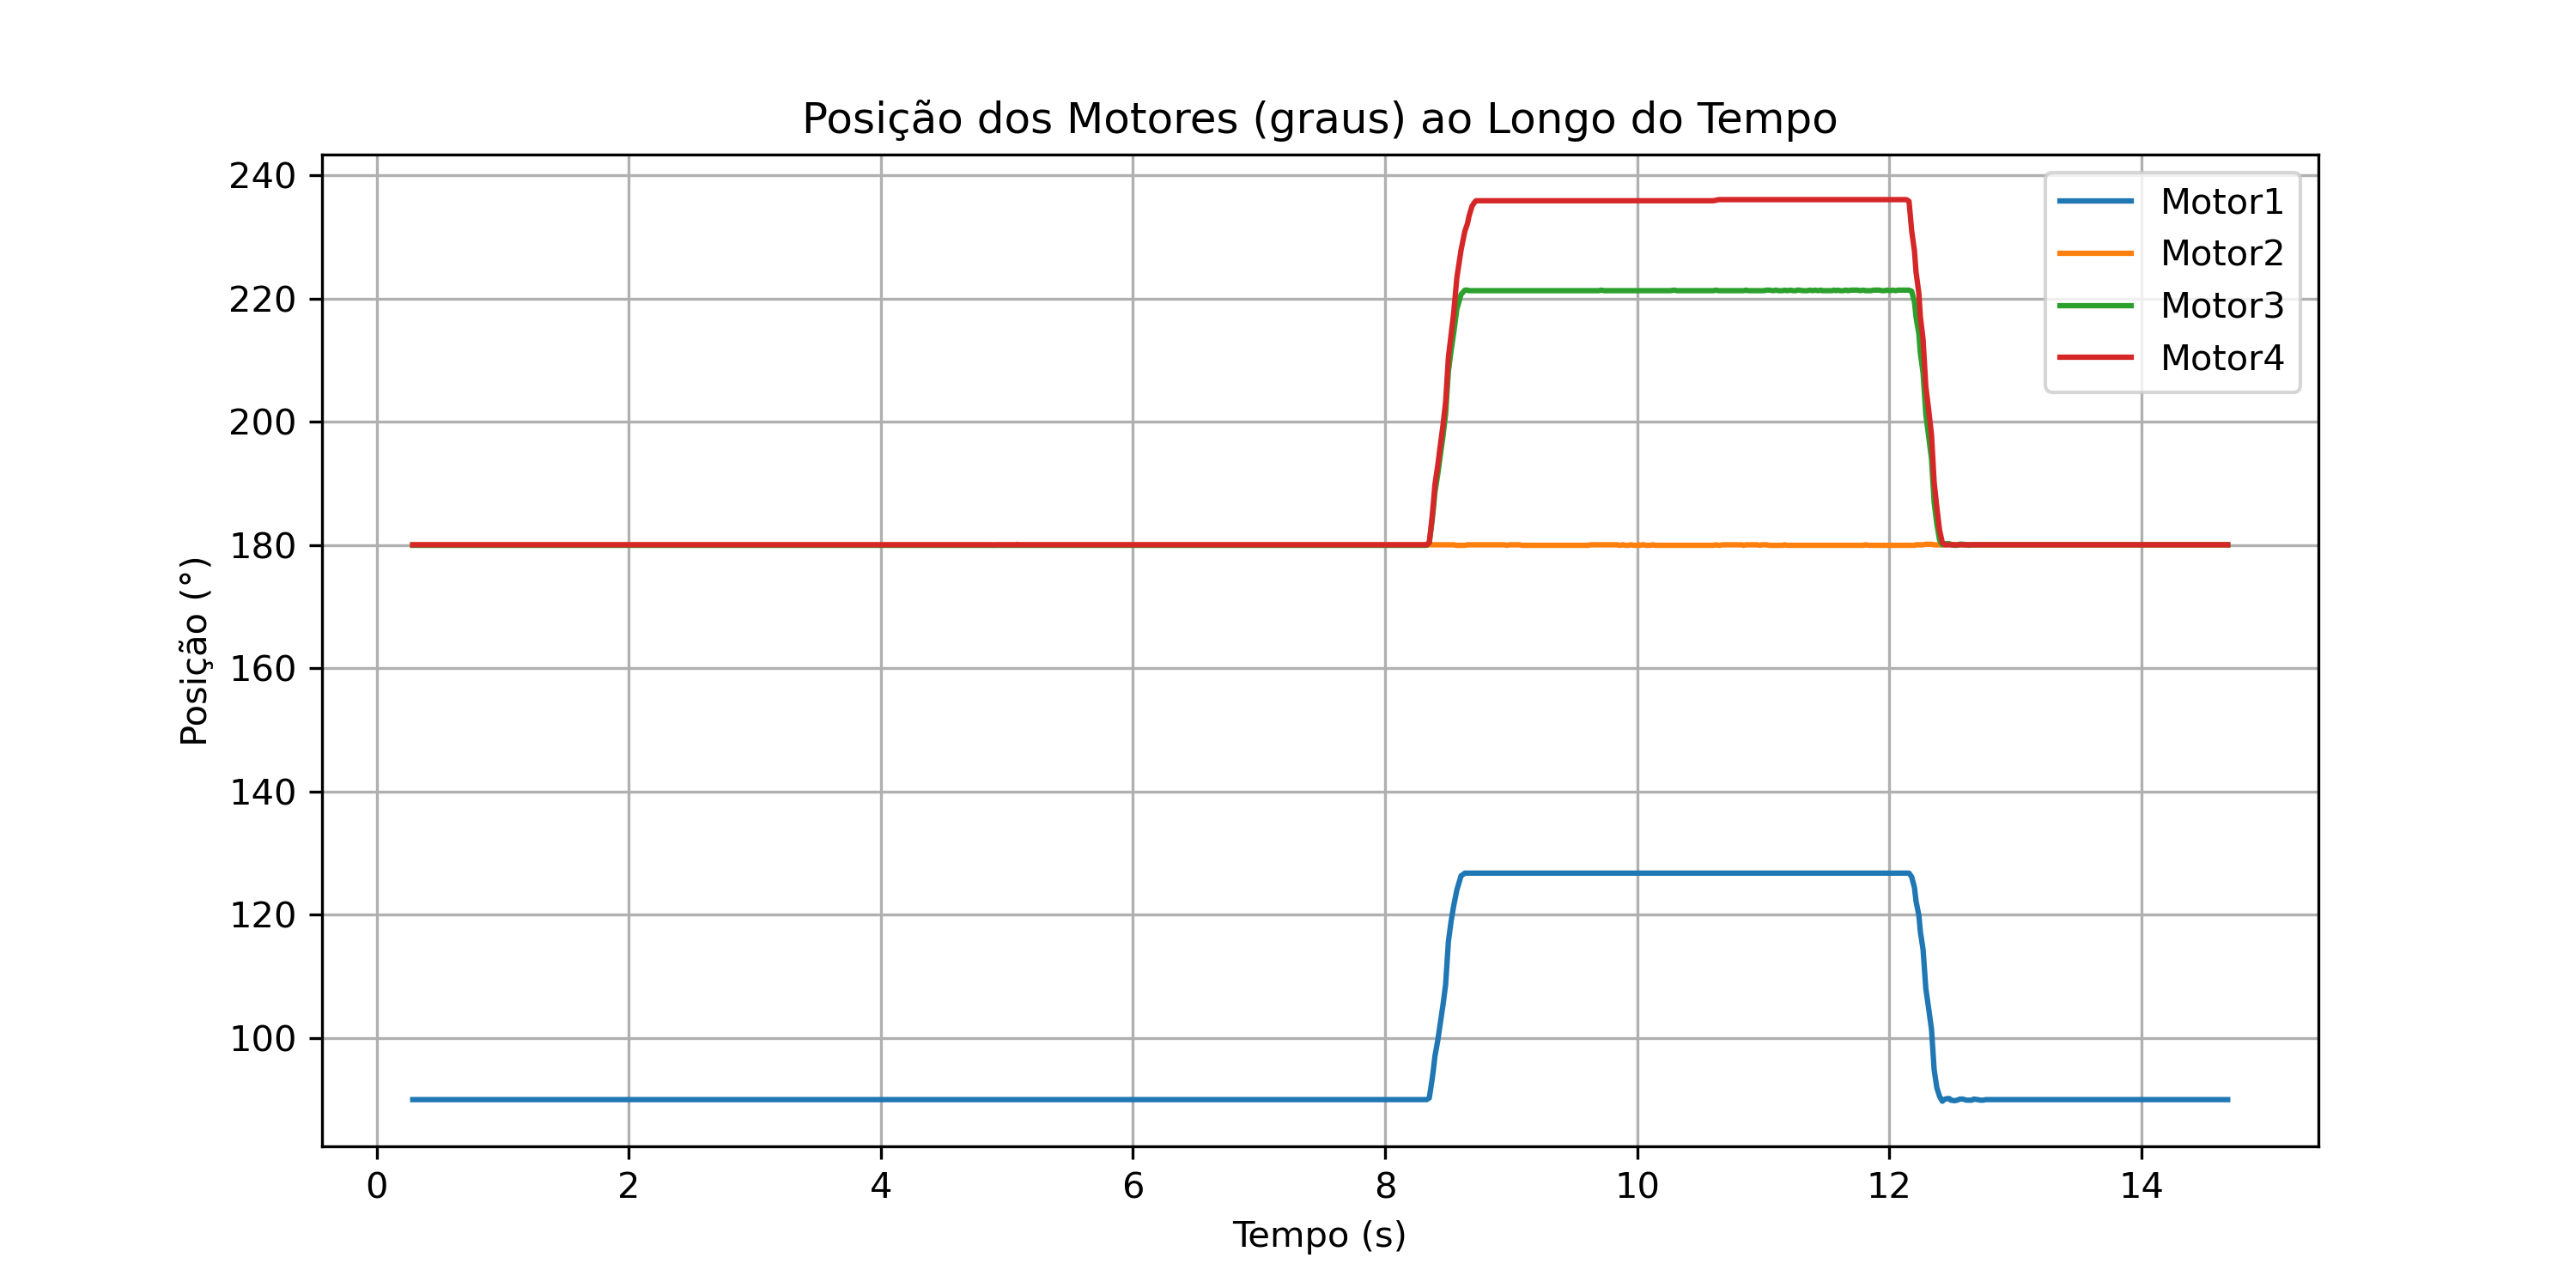 Posição dos Motores (graus) ao Longo do Tempo
240
220
200
180
160
140
120
100
Posição (°)
Motor1
Motor2
Motor3
Motor4
0 2 4 6 8 10 12 14
Tempo (s)